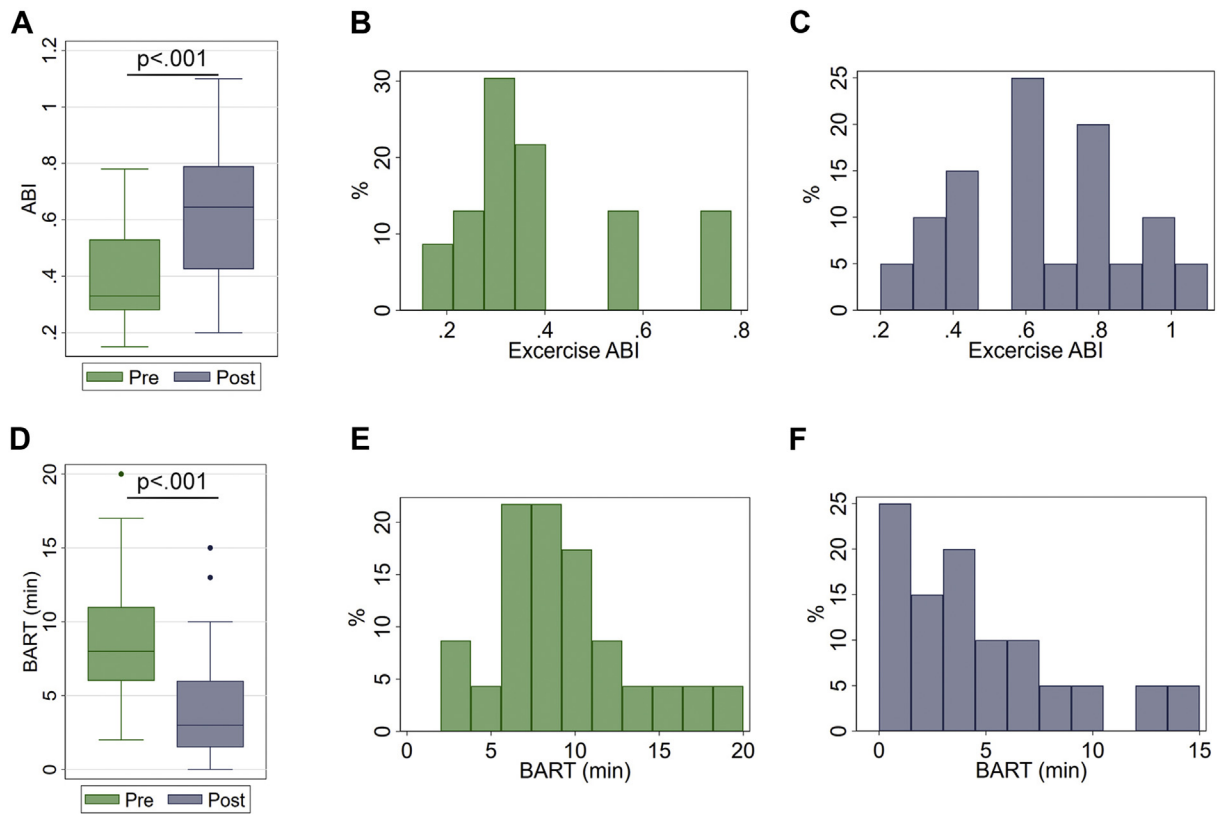 A
ABI
1.2
1
.8
.6
.4
.2
p<.001
Pre Post
B
%
30
20
10
0
.2 .4 .6 .8
Excercise ABI
C
%
25
20
15
10
5
0
.2 .4 .6 .8 1
Excercise ABI
D
BART (min)
20
15
10
5
0
p<.001
Pre Post
E
%
20
15
10
5
0
0 5 10 15 20
BART (min)
F
%
25
20
15
10
5
0
0 5 10 15
BART (min)